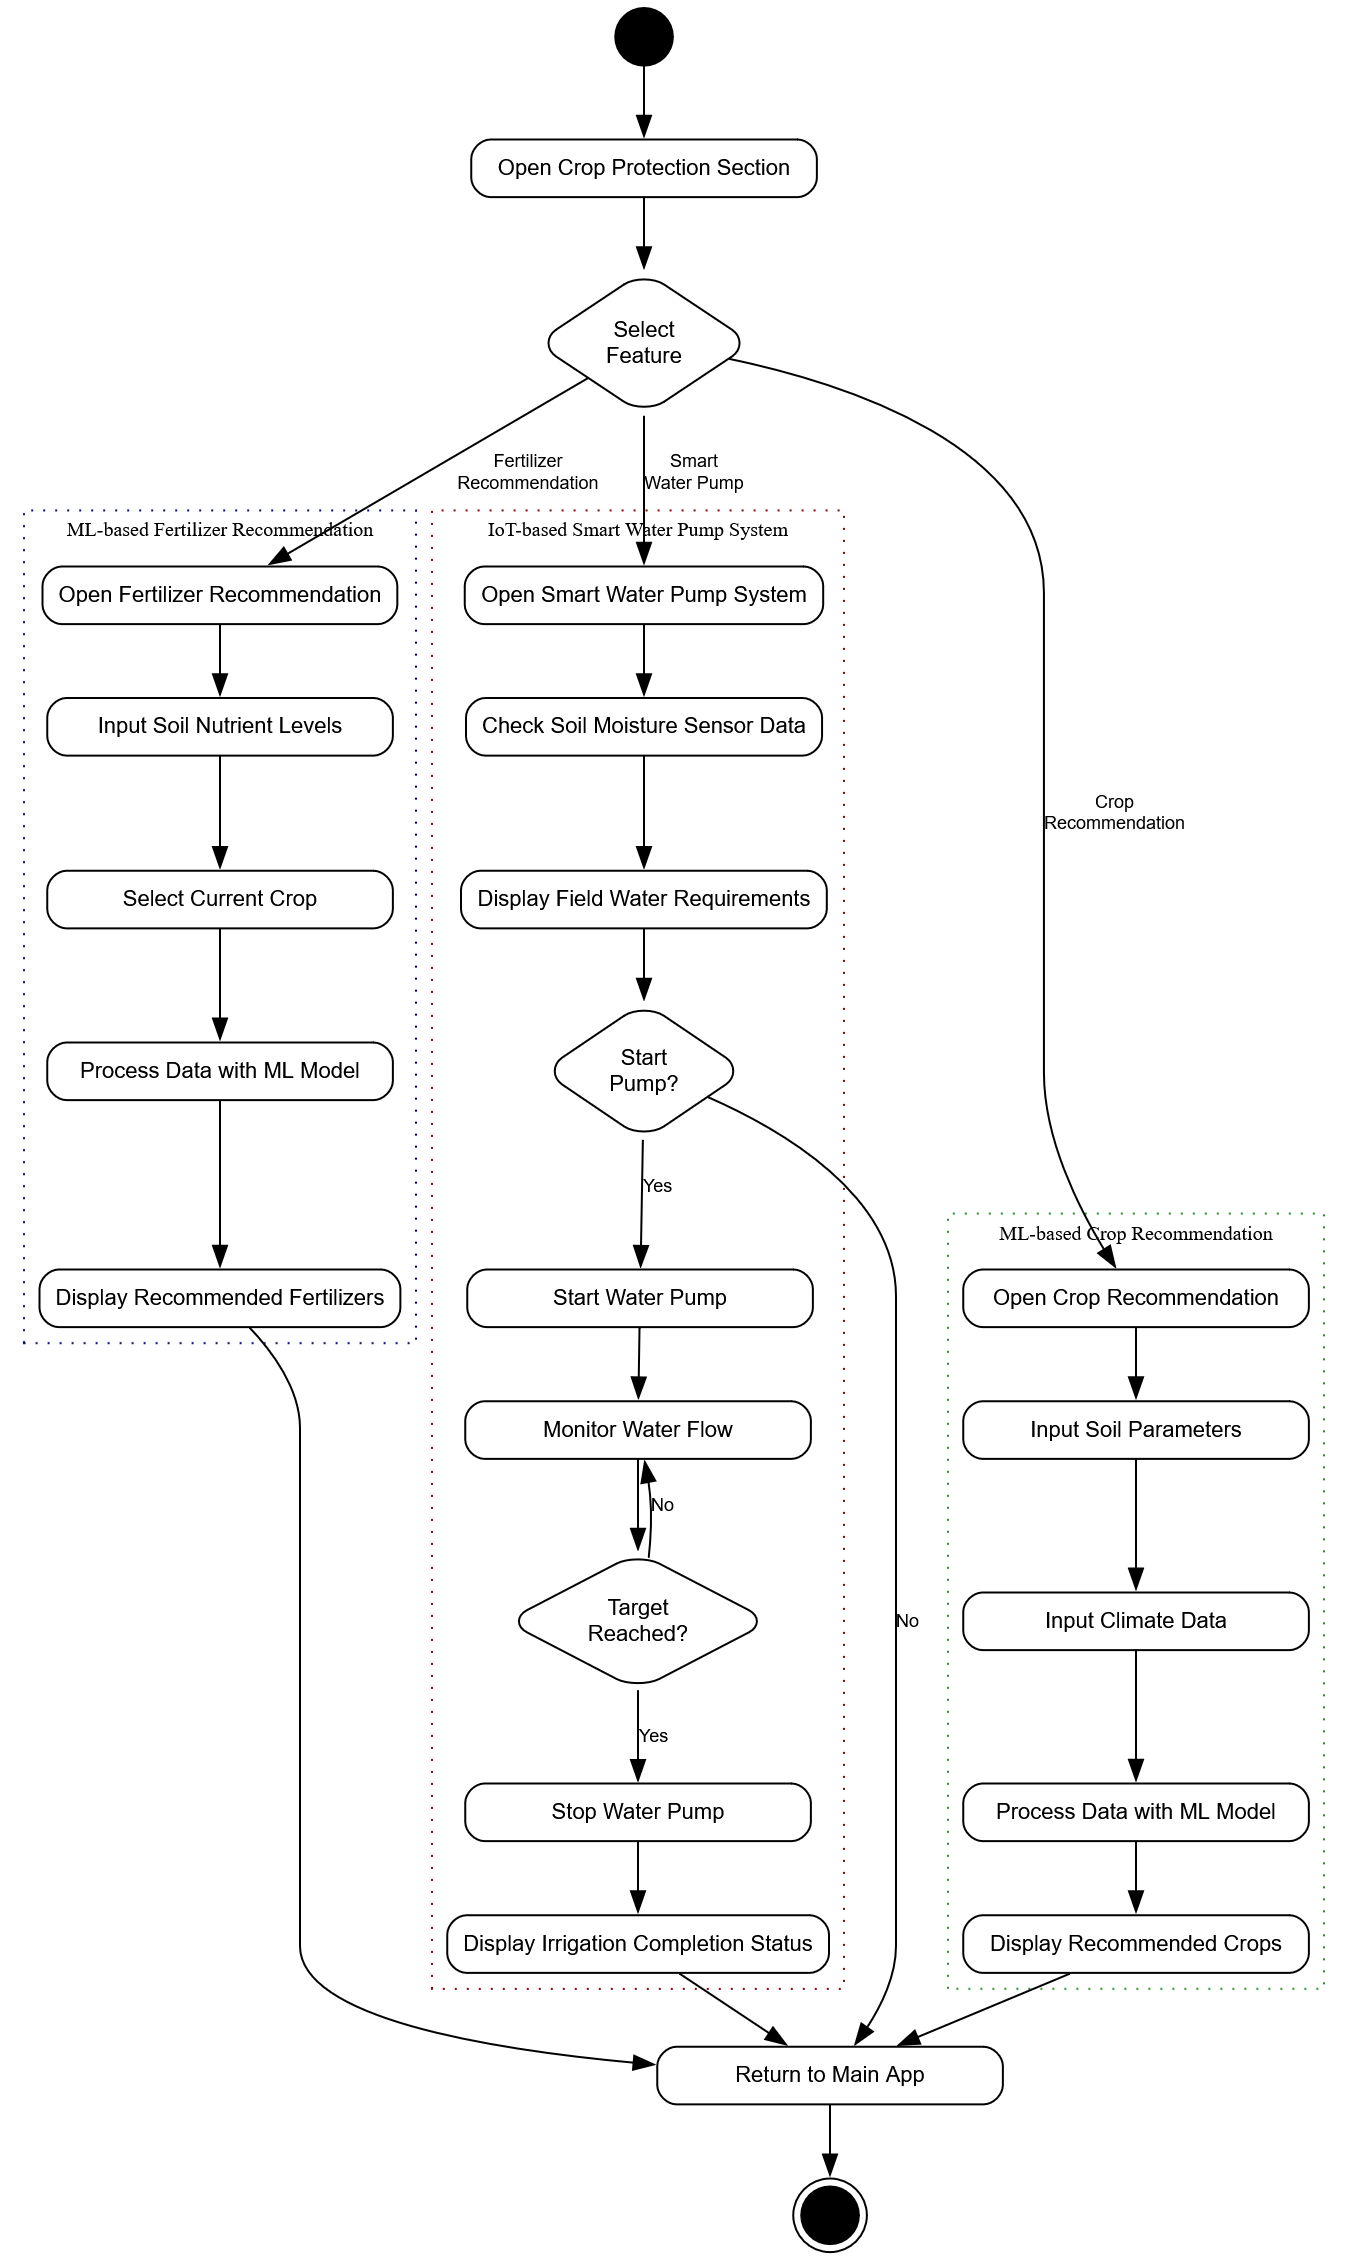 Open Crop Protection Section
Select
Feature
Fertilizer
Recommendation
Smart
Water Pump
ML-based Fertilizer Recommendation
IoT-based Smart Water Pump System
Open Fertilizer Recommendation
Open Smart Water Pump System
Input Soil Nutrient Levels
Check Soil Moisture Sensor Data
Crop
Recommendation
Select Current Crop
Display Field Water Requirements
Process Data with ML Model
Start
Pump?
Yes
ML-based Crop Recommendation
Display Recommended Fertilizers
Start Water Pump
Open Crop Recommendation
Monitor Water Flow
Input Soil Parameters
No
Target
Reached?
No
Input Climate Data
Yes
Stop Water Pump
Process Data with ML Model
Display Irrigation Completion Status
Display Recommended Crops
Return to Main App